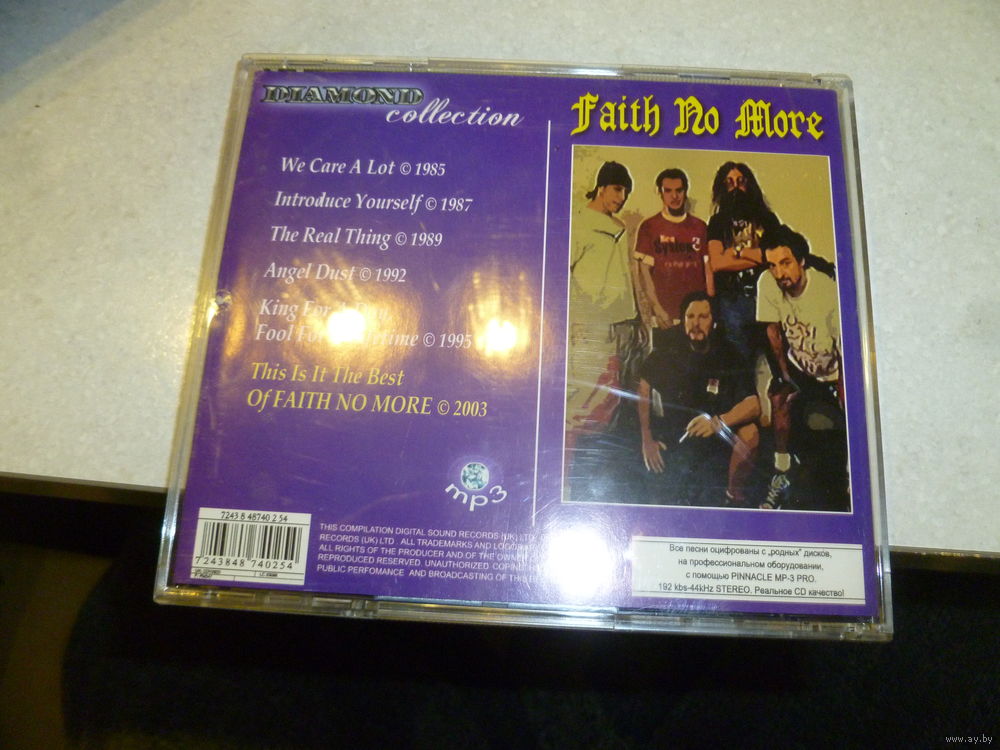 DIAMOND
collection
We Care A Lot © 1985
Introduce Yourself © 1987
The Real Thing © 1989
Angel Dust © 1992
King For A Day
Fool For A Lifetime © 1995
This Is It The Best
Of FAITH NO MORE © 2003
mp3
7243 8 48740 2 54
7243848 740254
THIS COMPILATION DIGITAL SOUND RECORDS (UK) LTD
RECORDS (UK) LTD . ALL TRADEMARKS AND
ALL RIGHTS OF THE PRODUCER AND OF THE OWNER
REPRODUCED RESERVED. UNAUTHORIZED
PUBLIC PERFOMANCE AND BROADCASTING OF THIS
Faith No More
3
Все песни оцифрованы с „родных" дисков,
на профессиональном оборудовании,
с помощью PINNACLE MP-3 PRO.
192 kbs-44kHz STEREO. Реальное CD качество!
www.ay.by